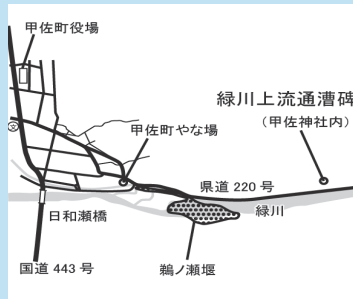 甲佐町役場
緑川上流通漕碑
（甲佐神社内）
甲佐町やな場
県道 220 号
緑川
日和瀬橋
国道 443 号
鵜ノ瀬堰